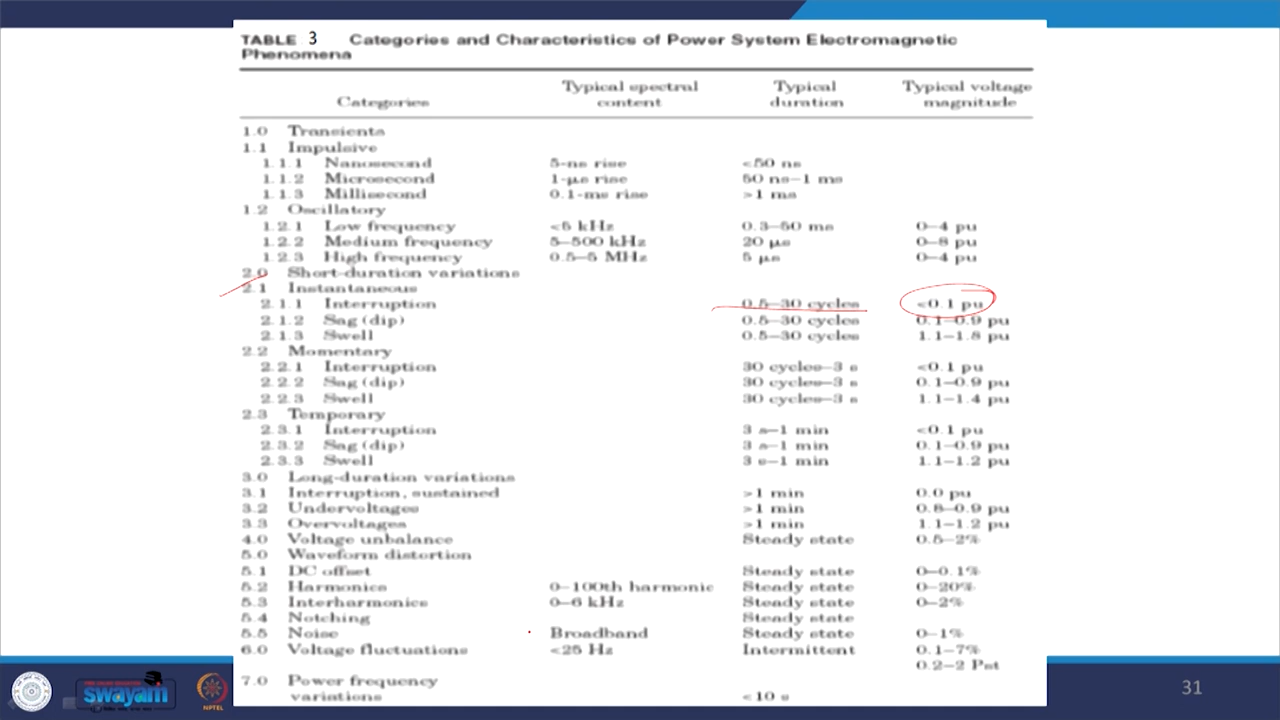 TABLE 3 Categories and Characteristics of Power System Electromagnetic
Phenomena
Categories Typical spectral content Typical duration Typical voltage magnitude
1.0 Transients
1.1 Impulsive
1.1.1 Nanosecond 5-ns rise <50 ns
1.1.2 Microsecond 1-μs rise 50 ns–1 ms
1.1.3 Millisecond 0.1-ms rise >1 ms
1.2 Oscillatory
1.2.1 Low frequency <5 kHz 0.3–50 ms 0–4 pu
1.2.2 Medium frequency 5–500 kHz 20 μs 0–8 pu
1.2.3 High frequency 0.5–5 MHz 5 μs 0–4 pu
2.0 Short-duration variations
2.1 Instantaneous
2.1.1 Interruption 0.5–30 cycles <0.1 pu
2.1.2 Sag (dip) 0.5–30 cycles 0.1–0.9 pu
2.1.3 Swell 0.5–30 cycles 1.1–1.8 pu
2.2 Momentary
2.2.1 Interruption 30 cycles–3 s <0.1 pu
2.2.2 Sag (dip) 30 cycles–3 s 0.1–0.9 pu
2.2.3 Swell 30 cycles–3 s 1.1–1.4 pu
2.3 Temporary
2.3.1 Interruption 3 s–1 min <0.1 pu
2.3.2 Sag (dip) 3 s–1 min 0.1–0.9 pu
2.3.3 Swell 3 s–1 min 1.1–1.2 pu
3.0 Long-duration variations
3.1 Interruption, sustained >1 min 0.0 pu
3.2 Undervoltages >1 min 0.8–0.9 pu
3.3 Overvoltages >1 min 1.1–1.2 pu
4.0 Voltage unbalance Steady state 0.5–2%
5.0 Waveform distortion
5.1 DC offset Steady state 0–0.1%
5.2 Harmonics 0–100th harmonic Steady state 0–20%
5.3 Interharmonics 0–6 kHz Steady state 0–2%
5.4 Notching Steady state
5.5 Noise Broadband Steady state 0–1%
6.0 Voltage fluctuations <25 Hz Intermittent 0.1–7%
0.2–2 Pst
7.0 Power frequency
variations <10 s
swayam
NPTEL
31